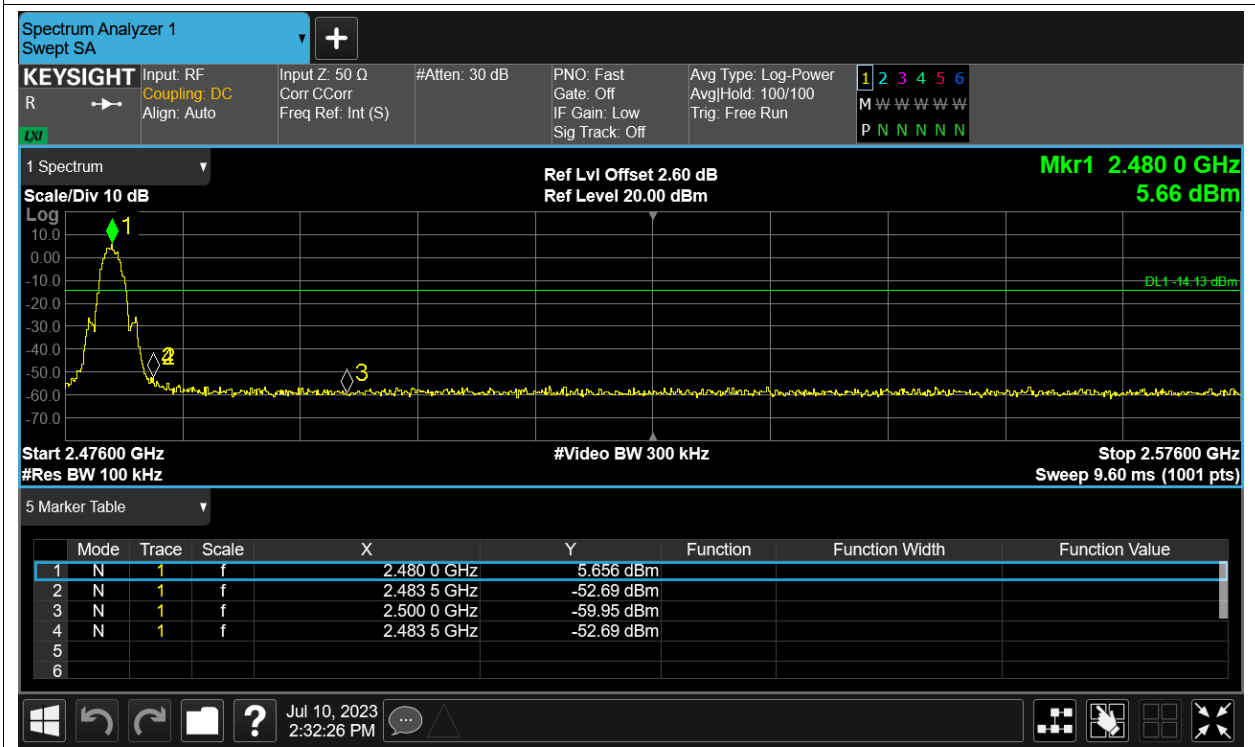 Spectrum Analyzer 1
Swept SA
KEYSIGHT Input: RF Input Z: 50 Ω #Atten: 30 dB PNO: Fast Avg Type: Log-Power 1 2 3 4 5 6
R Coupling: DC Corr CCorr Gate: Off Avg|Hold: 100/100 M W W W W W
Align: Auto Freq Ref: Int (S) IF Gain: Low Trig: Free Run
LXI Sig Track: Off P N N N N N
1 Spectrum Ref Lvl Offset 2.60 dB Mkr1 2.480 0 GHz
Scale/Div 10 dB Ref Level 20.00 dBm 5.66 dBm
Log
1
10.0
0.00
-10.0
DL1 -14.13 dBm
-20.0
-30.0
-40.0
2
3
-50.0
-60.0
-70.0
Start 2.47600 GHz #Video BW 300 kHz Stop 2.57600 GHz
#Res BW 100 kHz Sweep 9.60 ms (1001 pts)
5 Marker Table
Mode Trace Scale X Y Function Function Width Function Value
1 N 1 f 2.480 0 GHz 5.656 dBm
2 N 1 f 2.483 5 GHz -52.69 dBm
3 N 1 f 2.500 0 GHz -59.95 dBm
4 N 1 f 2.483 5 GHz -52.69 dBm
5
6
? Jul 10, 2023
2:32:26 PM